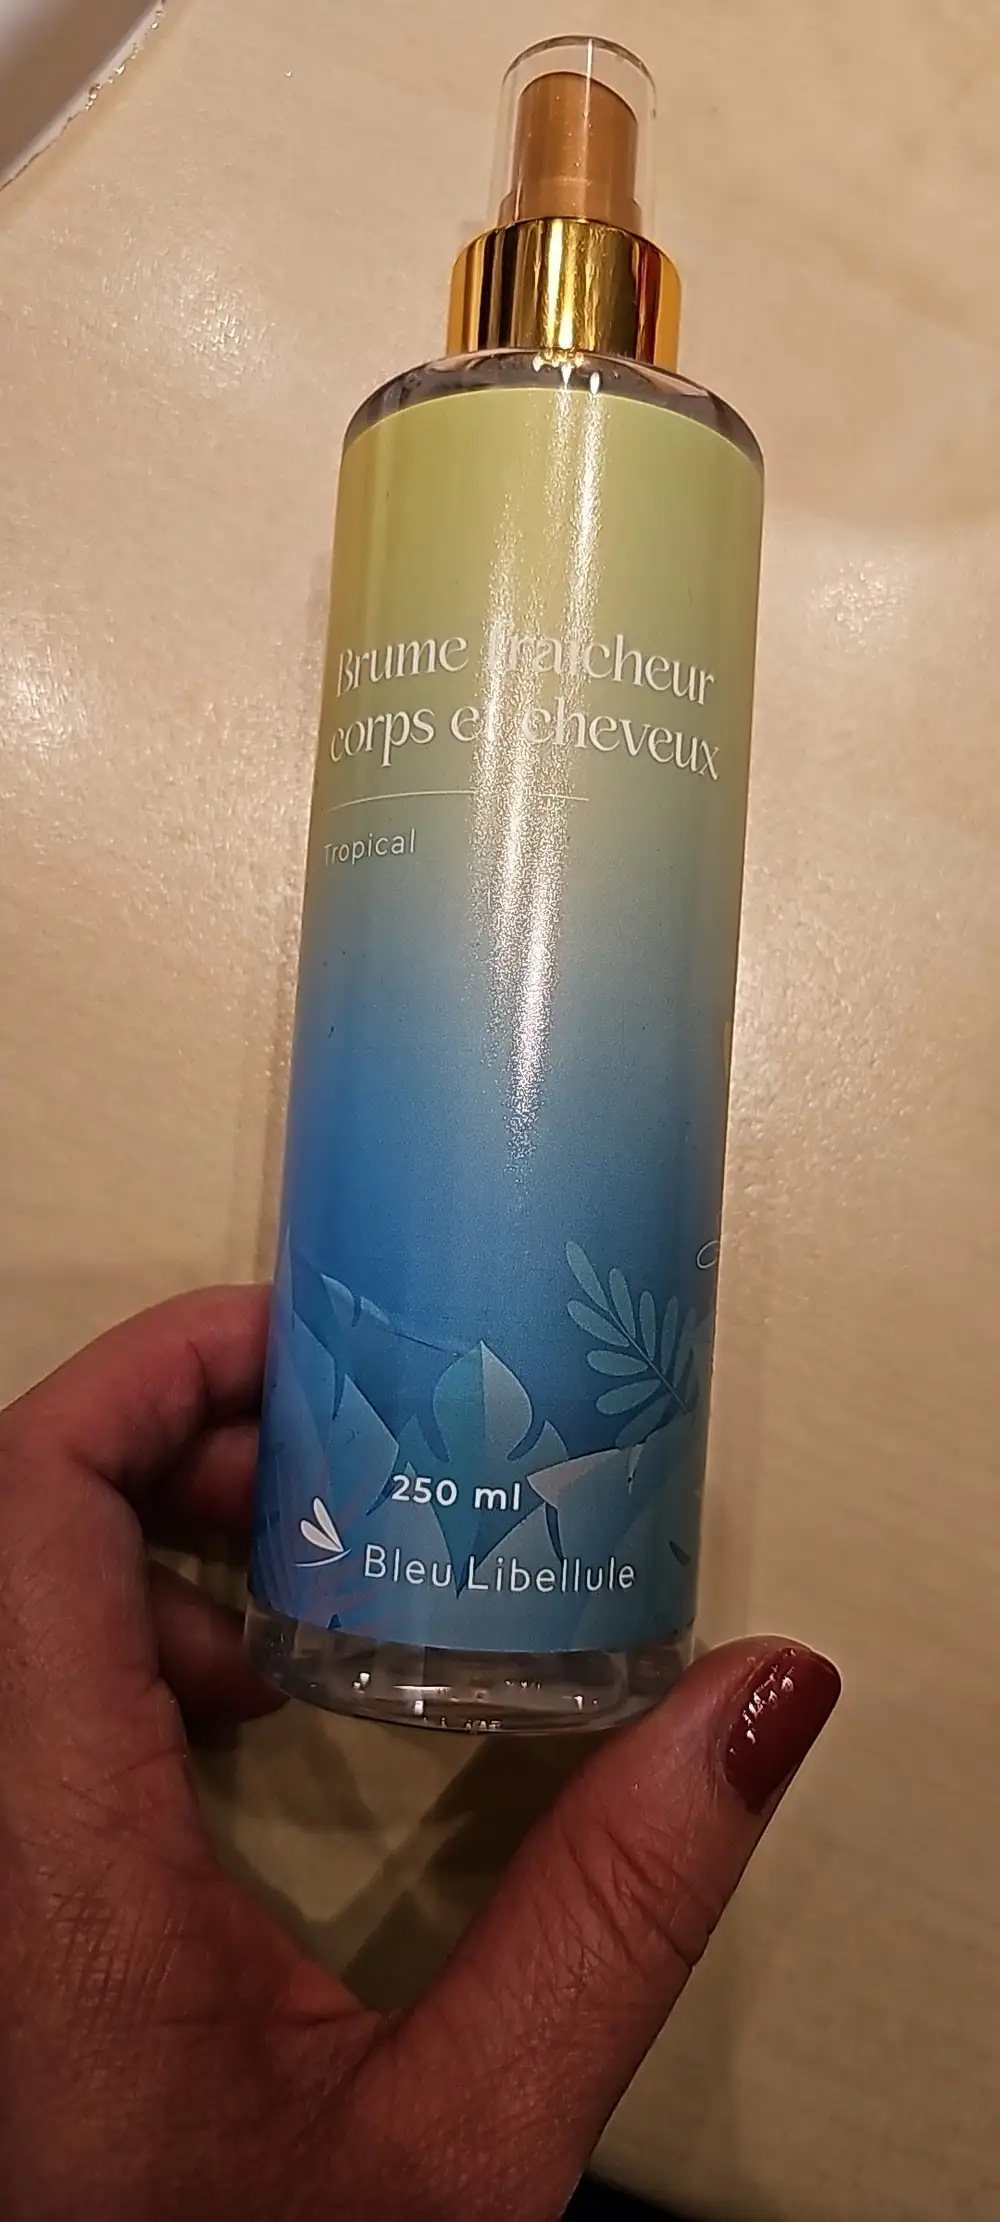 Brume fraîcheur
corps et cheveux
Tropical
250 ml
Bleu Libellule